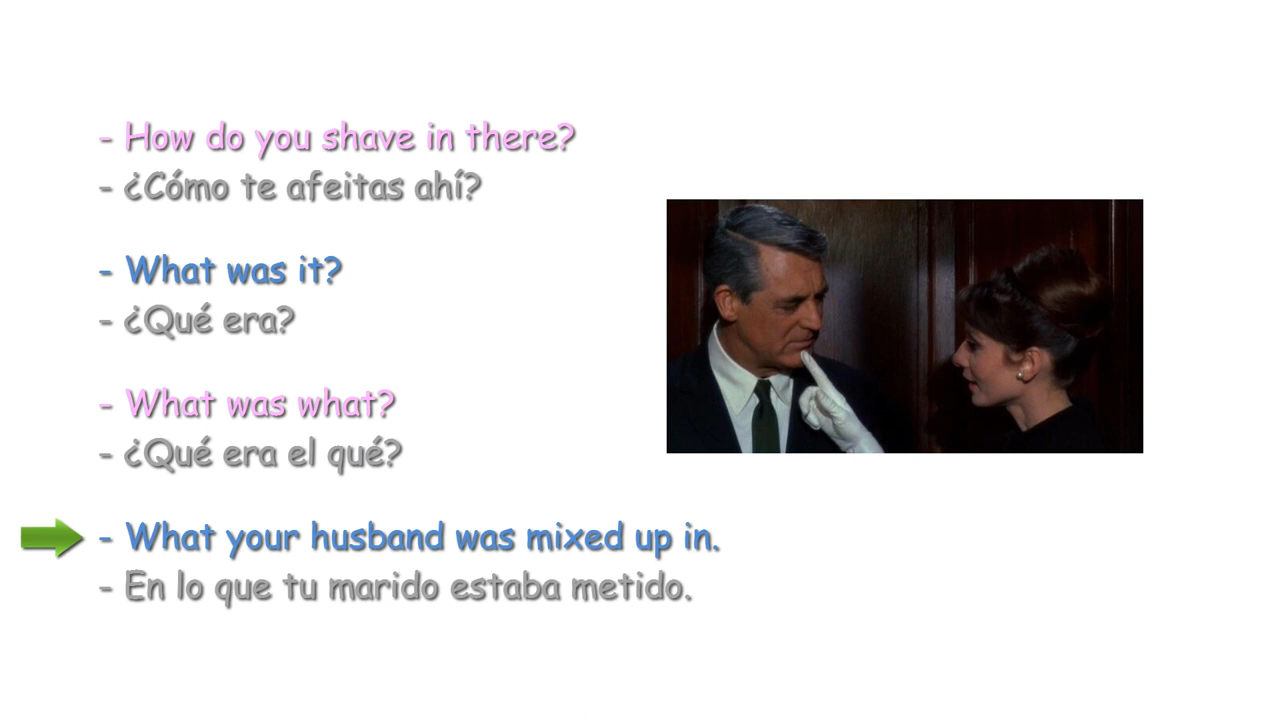 - How do you shave in there?
- ¿Cómo te afeitas ahí?
- What was it?
- ¿Qué era?
- What was what?
- ¿Qué era el qué?
- What your husband was mixed up in.
- En lo que tu marido estaba metido.